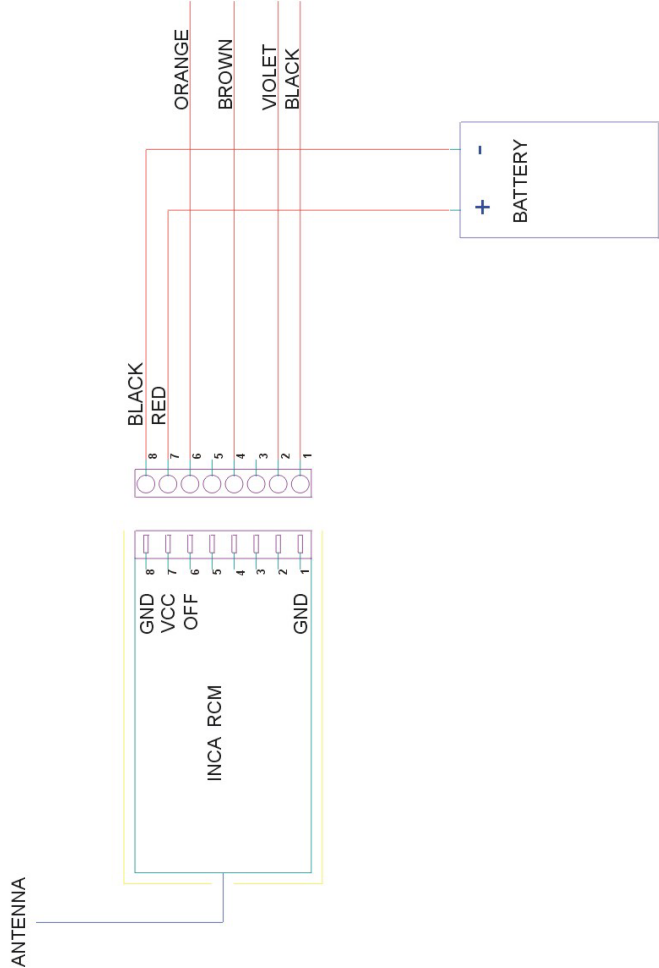 ANTENNA
BLACK
GND 8 8
RED
VCC 7 7
ORANGE
OFF 6 6
5 5
INCA RCM
BROWN
4 4
3 3
VIOLET
2 2
BLACK
GND 1 1
+ -
BATTERY